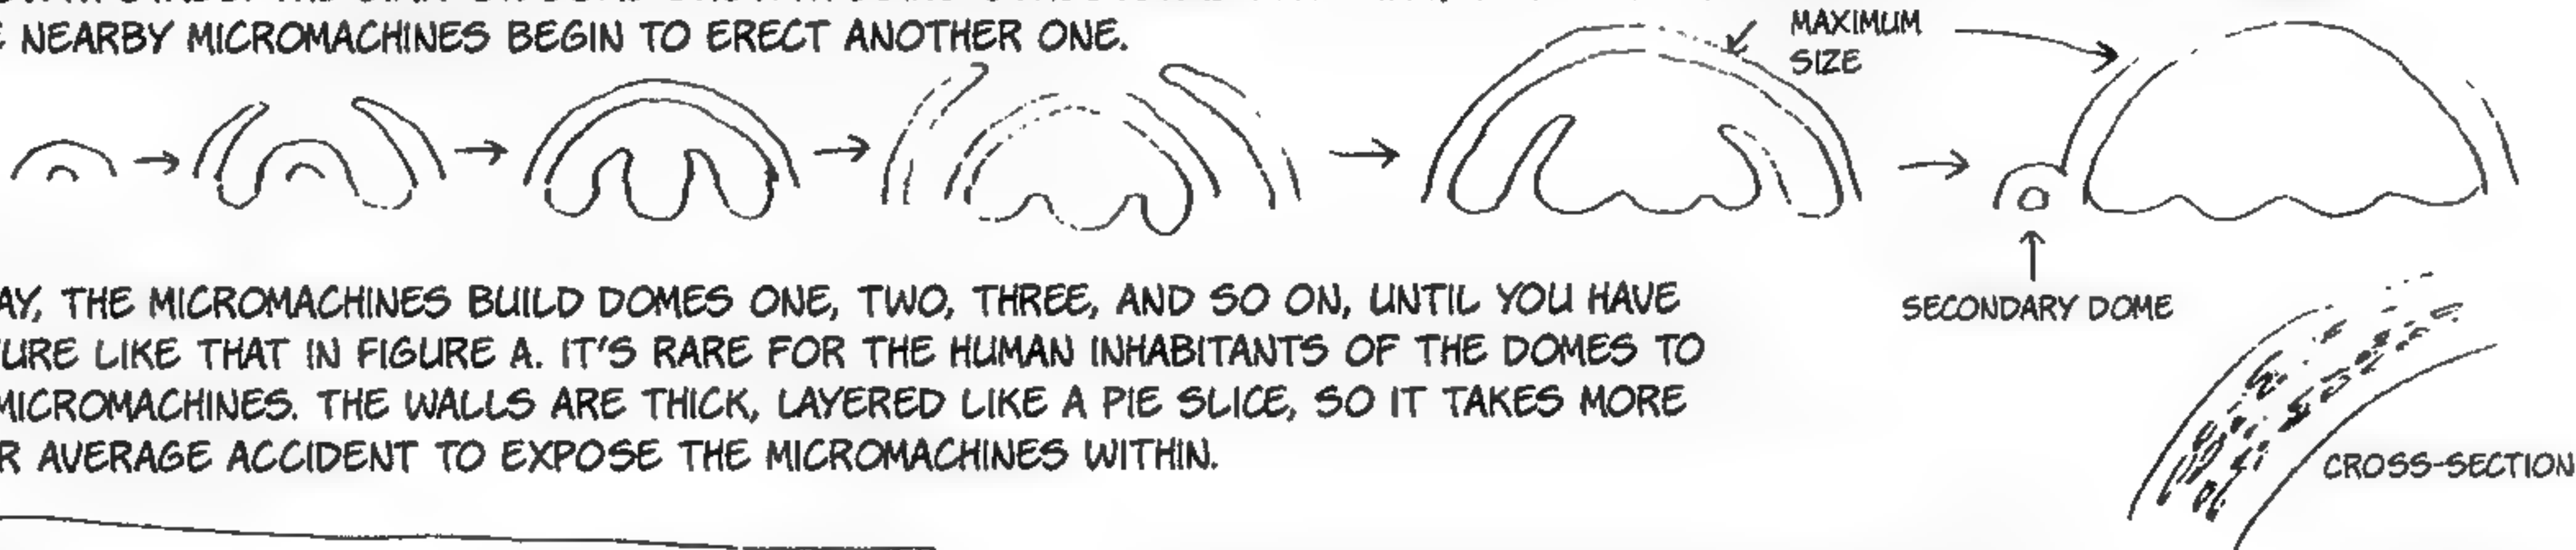 NEARBY MICROMACHINES BEGIN TO ERECT ANOTHER ONE.
MAXIMUM
SIZE
SECONDARY DOME
AY, THE MICROMACHINES BUILD DOMES ONE, TWO, THREE, AND SO ON, UNTIL YOU HAVE
URE LIKE THAT IN FIGURE A. IT'S RARE FOR THE HUMAN INHABITANTS OF THE DOMES TO
MICROMACHINES. THE WALLS ARE THICK, LAYERED LIKE A PIE SLICE, SO IT TAKES MORE
R AVERAGE ACCIDENT TO EXPOSE THE MICROMACHINES WITHIN.
CROSS-SECTION